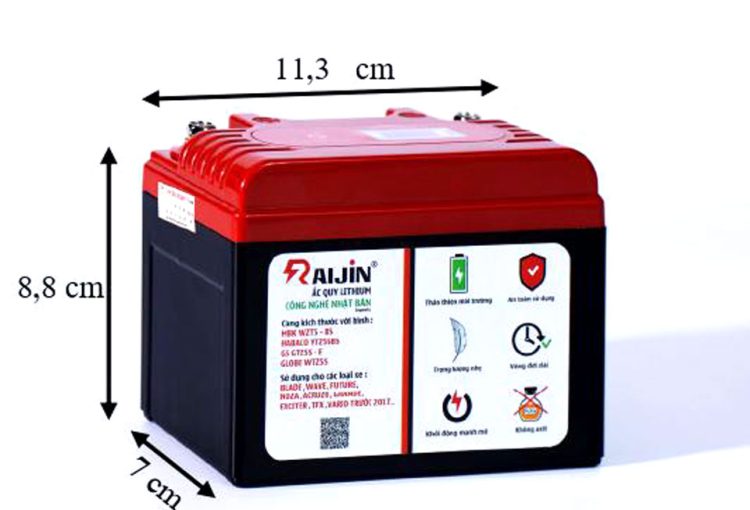 11,3 cm
8,8 cm
7 cm
RAIJIN®
ẮC QUY LITHIUM
CÔNG NGHỆ NHẬT BẢN
Cùng kích thước với bình :
GLOBE WTZ5S
Sử dụng cho các loại xe :
BLADE, WAVE, FUTURE,
EXCITER, TFX, VARIO TRƯỚC 2017...
Thân thiện môi trường
An toàn sử dụng
Trọng lượng nhẹ
Vòng đời dài
Khởi động mạnh mẽ
Không axit